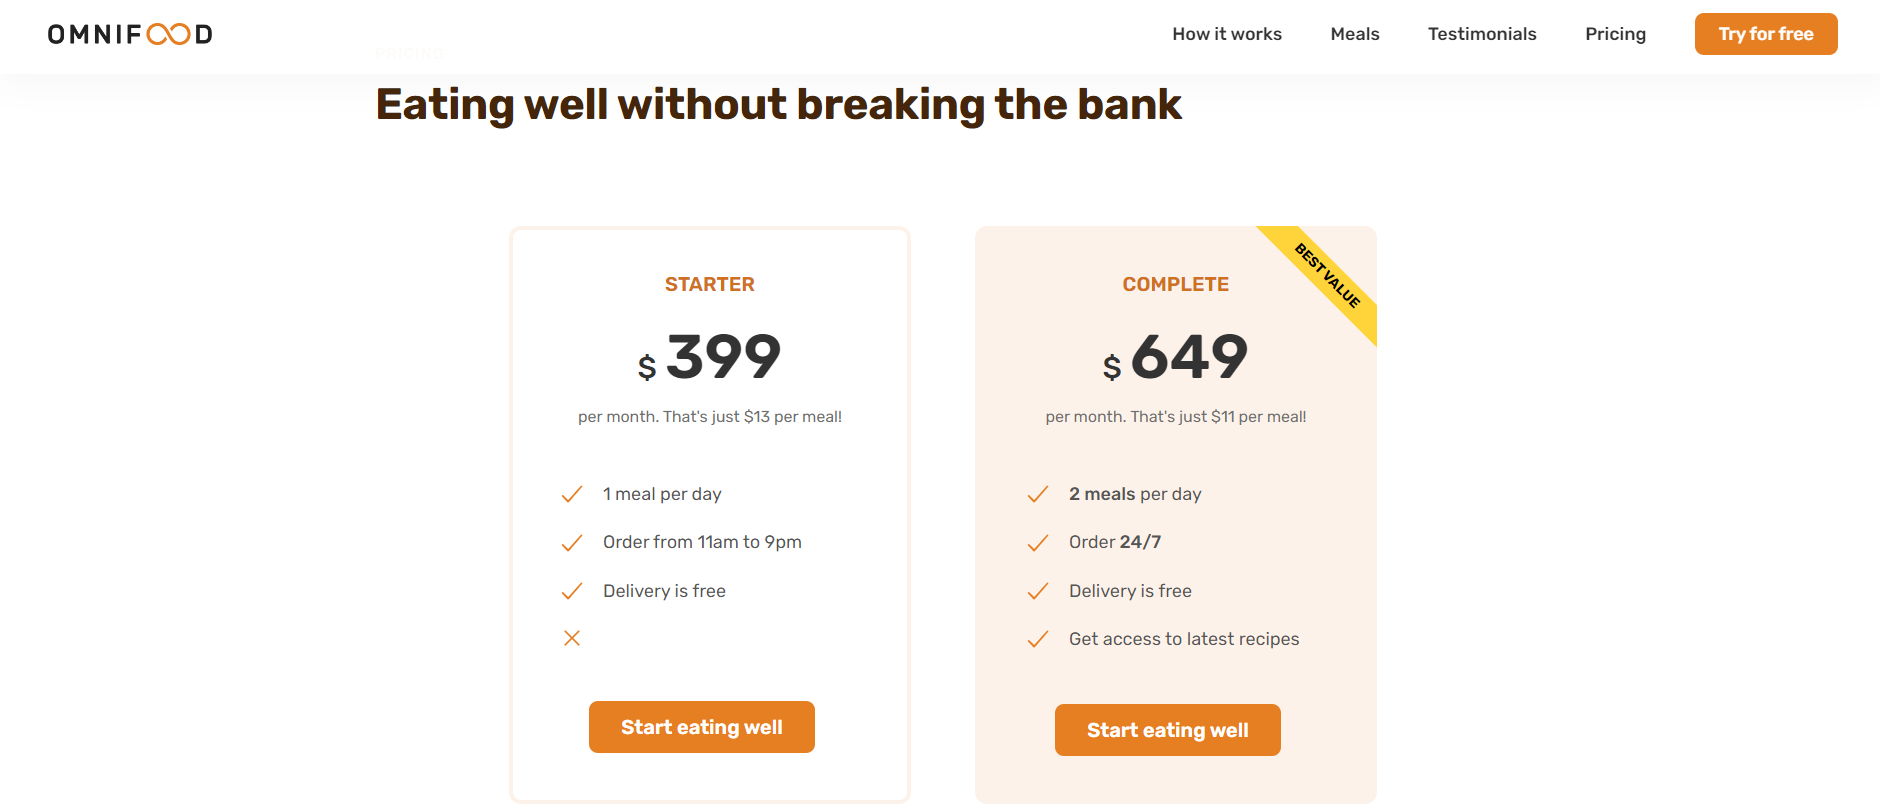 OMNIFOOD
How it works
Meals
Testimonials
Pricing
Try for free
PRICING
Eating well without breaking the bank
STARTER
$ 399
per month. That's just $13 per meal!
1 meal per day
Order from 11am to 9pm
Delivery is free
Start eating well
BEST VALUE
COMPLETE
$ 649
per month. That's just $11 per meal!
2 meals per day
Order 24/7
Delivery is free
Get access to latest recipes
Start eating well